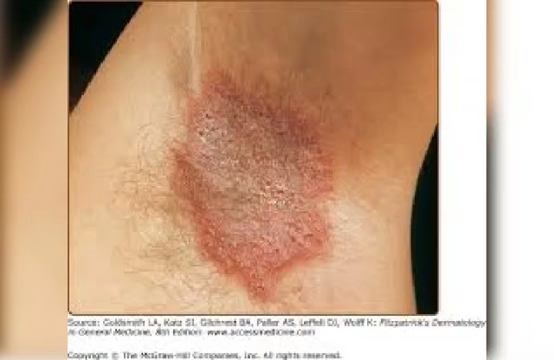 Source: Goldsmith LA, Katz SI, Gilchrest BA, Paller AS, Leffell DJ, Wolff K: Fitzpatrick's Dermatology
in General Medicine, 8th Edition: www.accessmedicine.com
Copyright © The McGraw-Hill Companies, Inc. All rights reserved.